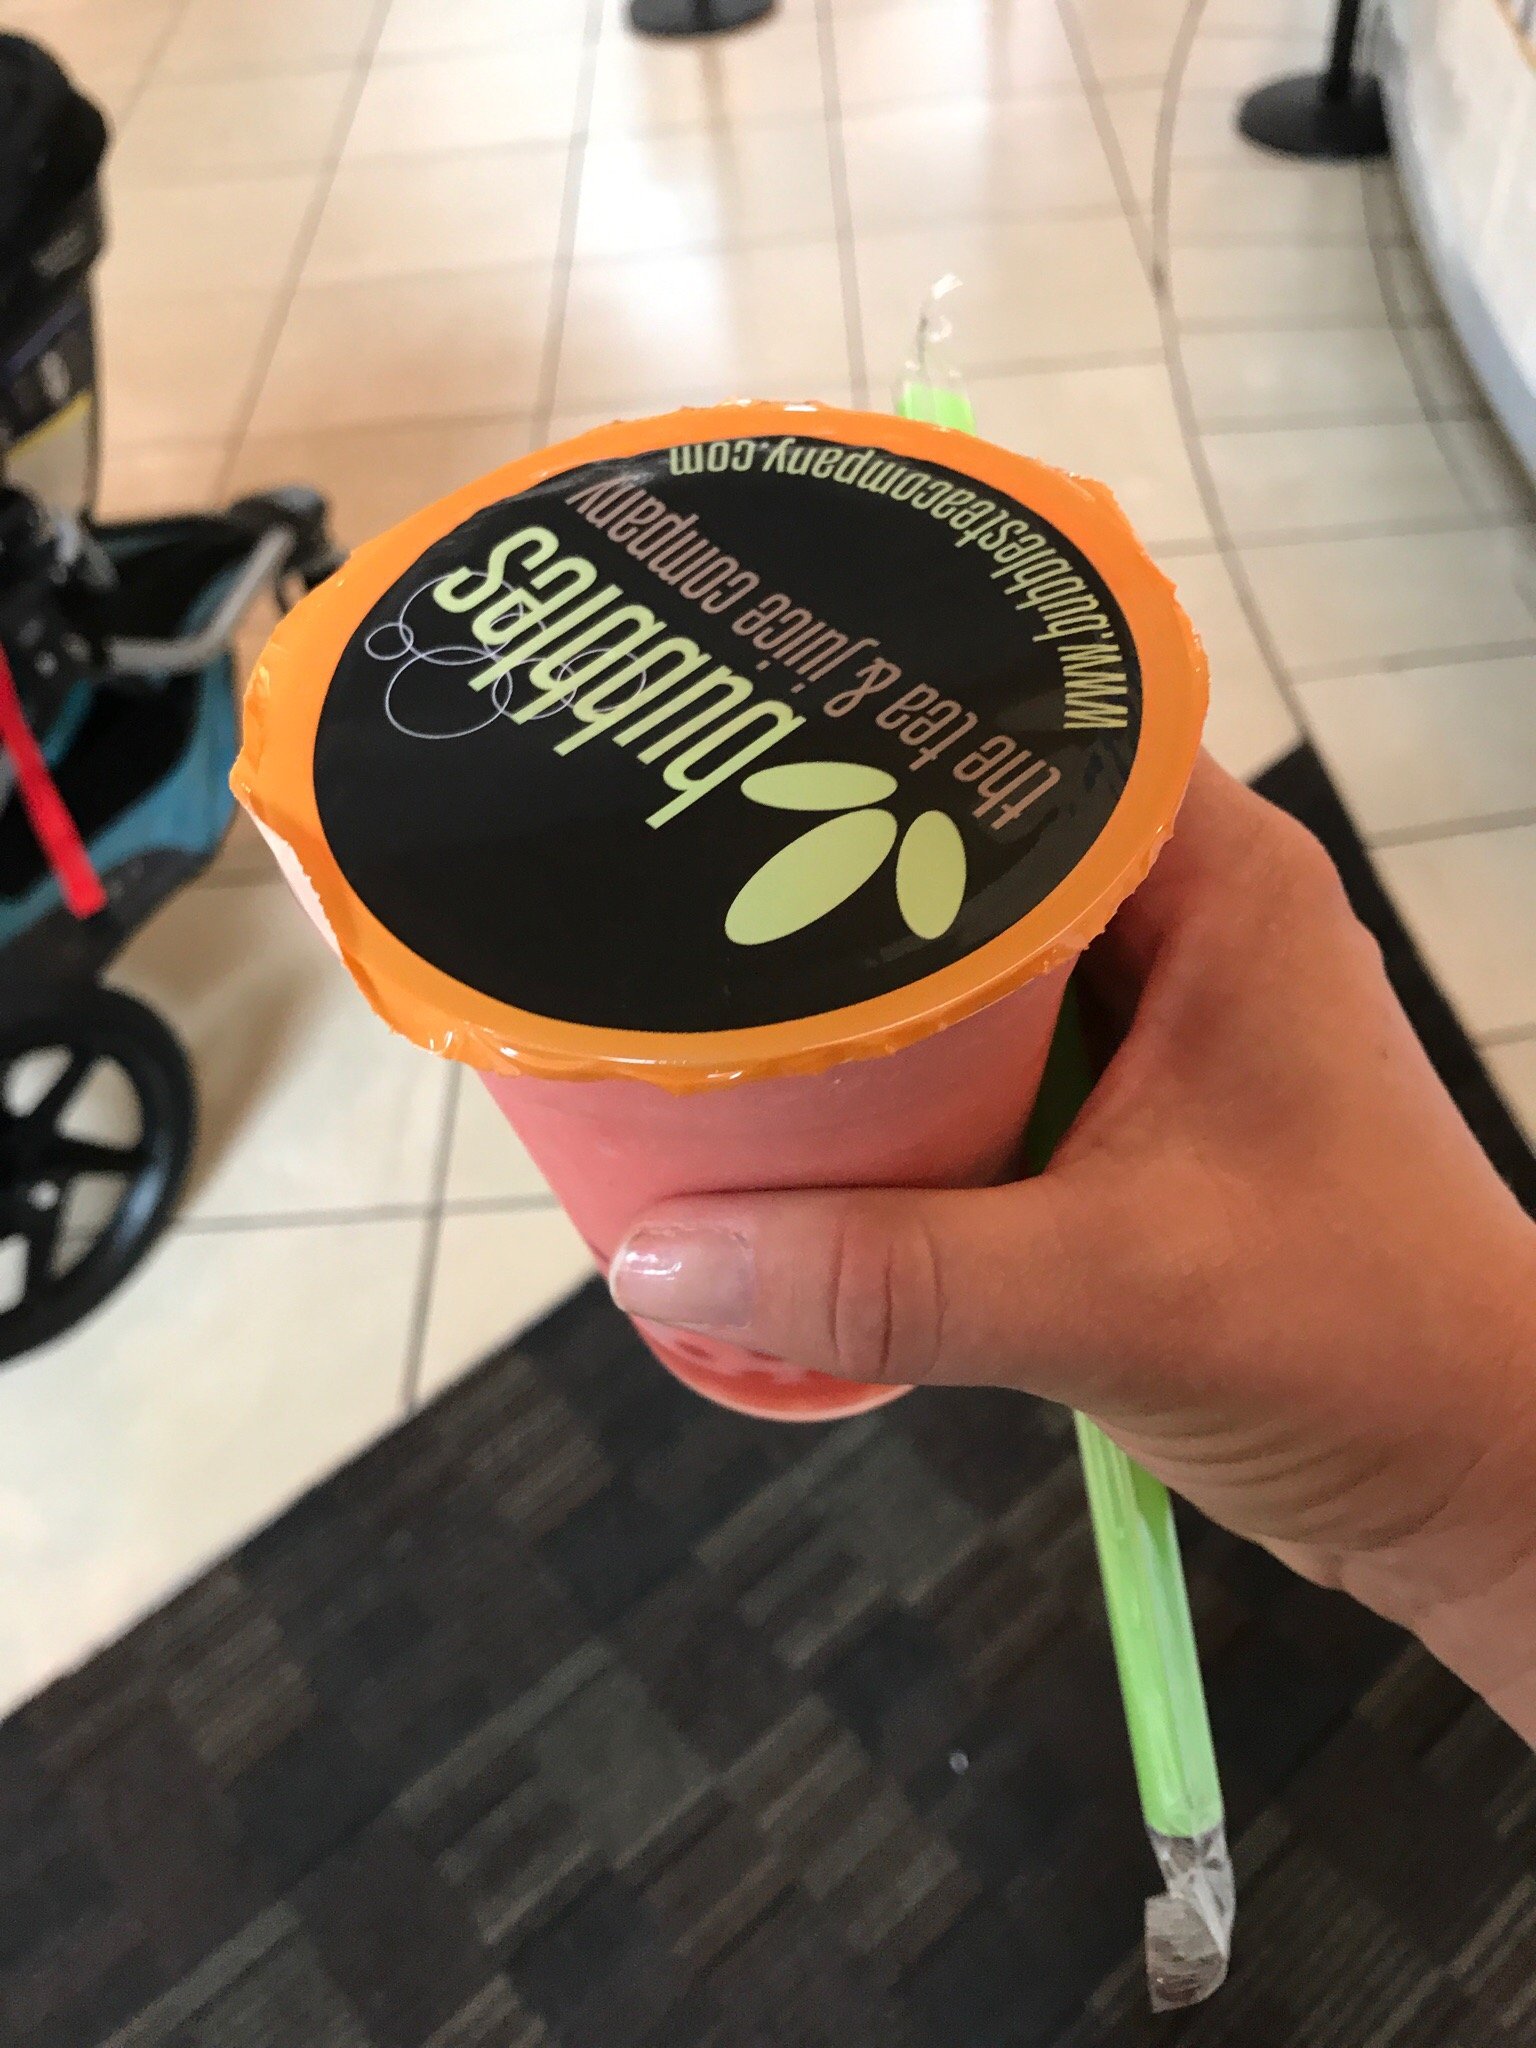 bubbles
the tea & juice company
www.bubblesteacompany.com